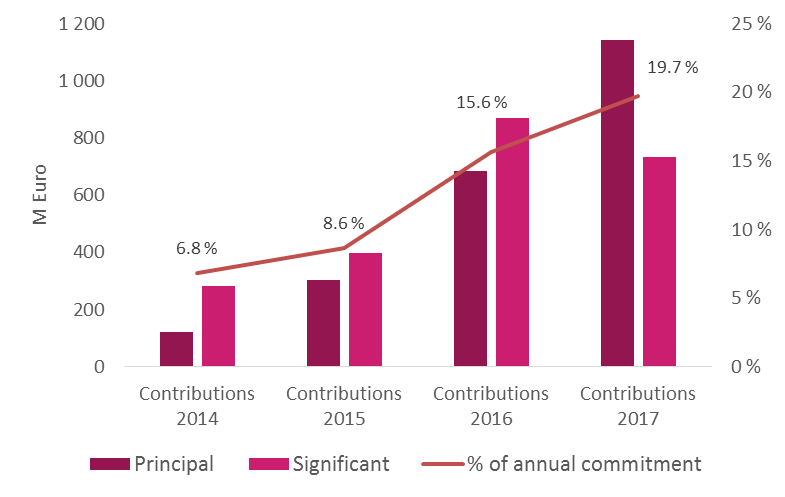 1 200
1 000
800
600
400
200
0
M Euro
25 %
20 %
15 %
10 %
5 %
0 %
6.8 %
8.6 %
15.6 %
19.7 %
Contributions
2014
Contributions
2015
Contributions
2016
Contributions
2017
Principal
Significant
% of annual commitment